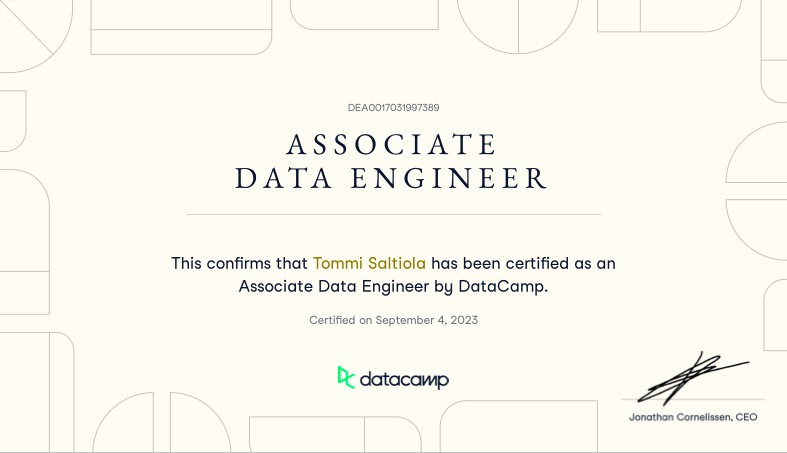 DEA0017031997389
ASSOCIATE
DATA ENGINEER
This confirms that Tommi Saltiola has been certified as an
Associate Data Engineer by DataCamp.
Certified on September 4, 2023
datacamp
Jonathan Cornelissen, CEO